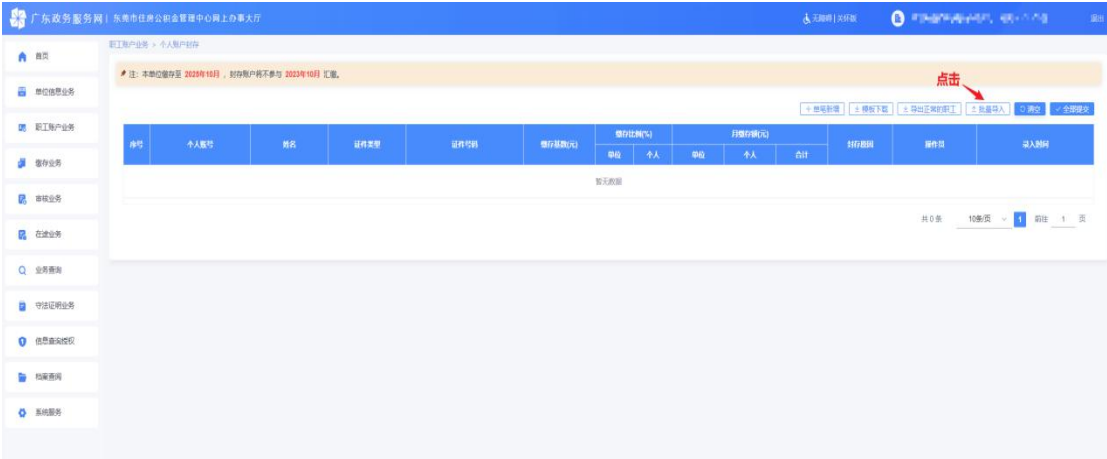 广东政务服务网 | 东莞市住房公积金管理中心网上办事大厅
无障碍 | 关怀版
退出
首页
单位信息业务
职工账户业务
缴存业务
审核业务
在途业务
业务查询
守法证明业务
信息查询授权
档案查阅
系统服务
职工账户业务 > 个人账户封存
注：本单位缴存至 2025年10月 ，封存账户将不参与 2023年10月 汇缴。
点击
单笔新增 模板下载 导出正常的职工 批量导入 清空 全部提交
序号 个人账号 姓名 证件类型 证件号码 缴存基数(元) 缴存比例(%) 月缴存额(元) 封存原因 操作员 录入时间
单位 个人 单位 个人 合计
暂无数据
共 0 条 10条/页 1 前往 1 页